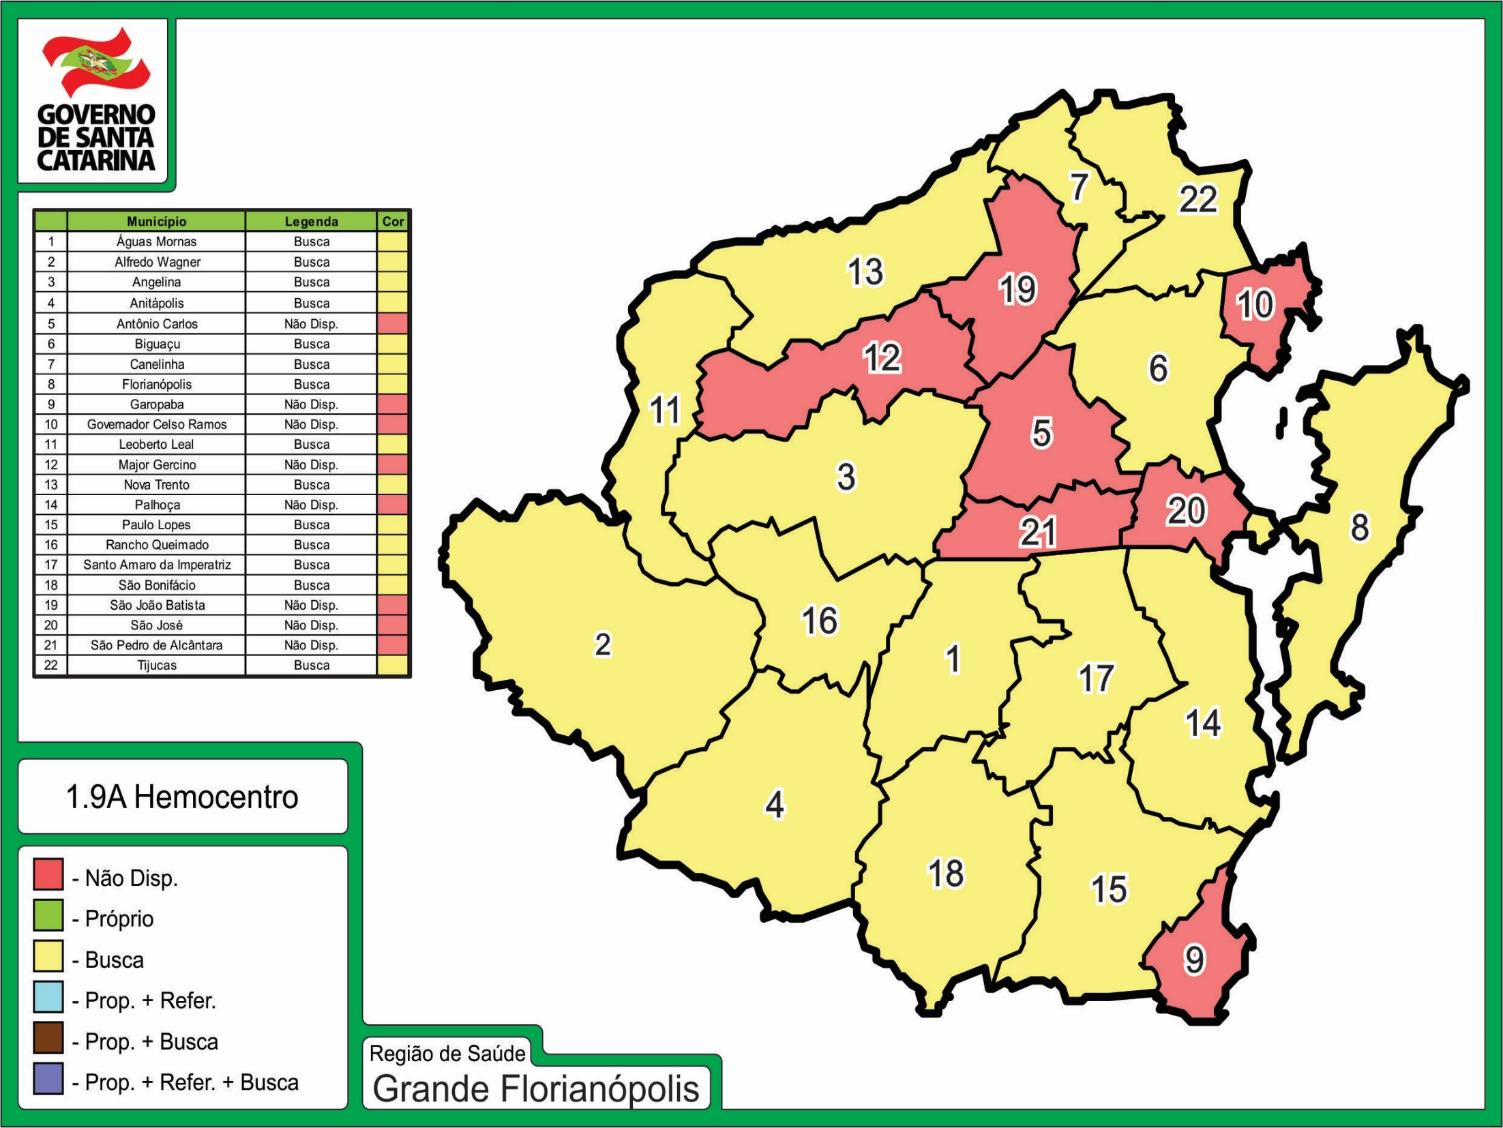 GOVERNO
DE SANTA
CATARINA
Município Legenda Cor
1 Águas Mornas Busca
2 Alfredo Wagner Busca
3 Angelina Busca
4 Anitápolis Busca
5 Antônio Carlos Não Disp.
6 Biguaçu Busca
7 Canelinha Busca
8 Florianópolis Busca
9 Garopaba Não Disp.
10 Governador Celso Ramos Não Disp.
11 Leoberto Leal Busca
12 Major Gercino Não Disp.
13 Nova Trento Busca
14 Palhoça Não Disp.
15 Paulo Lopes Busca
16 Rancho Queimado Busca
17 Santo Amaro da Imperatriz Busca
18 São Bonifácio Busca
19 São João Batista Não Disp.
20 São José Não Disp.
21 São Pedro de Alcântara Não Disp.
22 Tijucas Busca
1.9A Hemocentro
- Não Disp.
- Próprio
- Busca
- Prop. + Refer.
- Prop. + Busca
- Prop. + Refer. + Busca
Região de Saúde
Grande Florianópolis
7
22
13
19
10
12
6
11
5
3
20
21
8
16
2
1
17
14
4
18
15
9